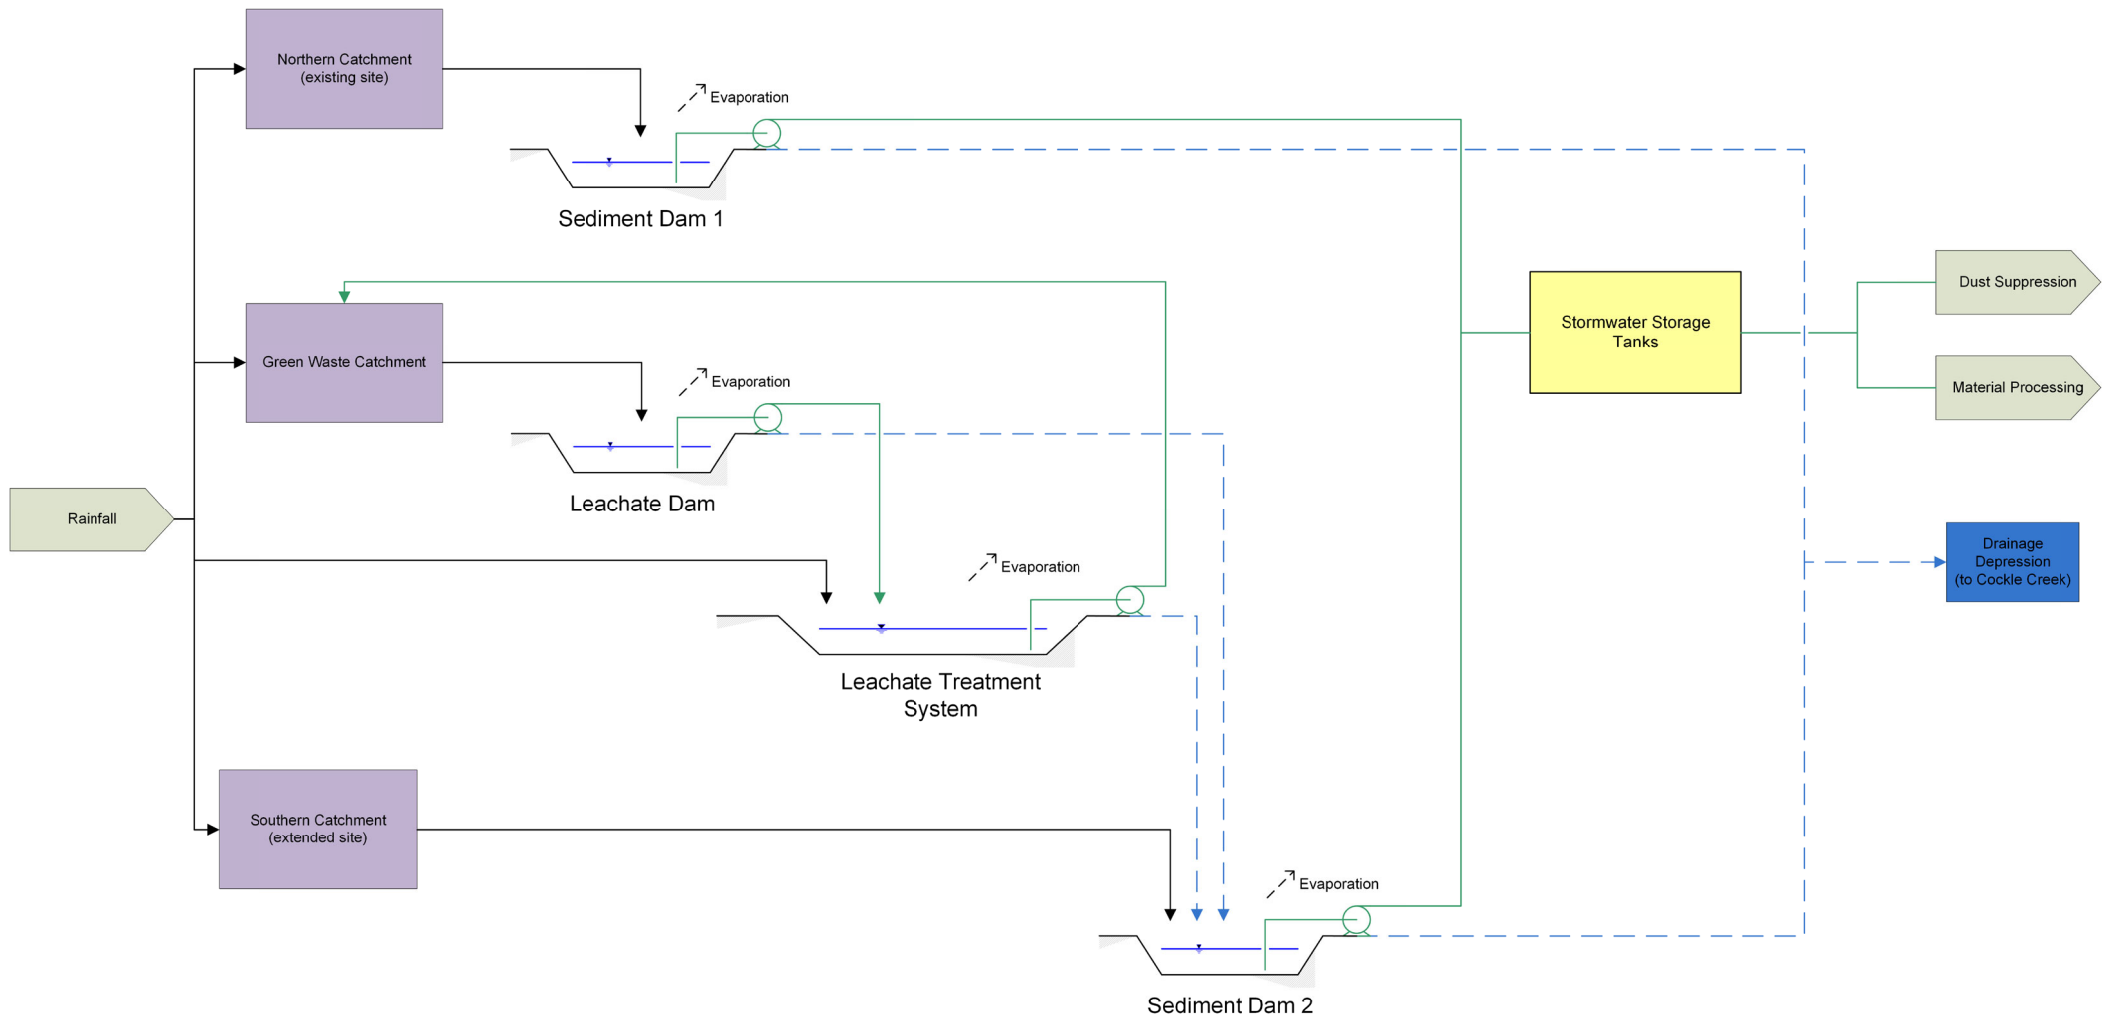 Northern Catchment
(existing site)
Evaporation
Sediment Dam 1
Green Waste Catchment
Evaporation
Leachate Dam
Stormwater Storage
Tanks
Dust Suppression
Material Processing
Rainfall
Evaporation
Leachate Treatment
System
Drainage
Depression
(to Cockle Creek)
Southern Catchment
(extended site)
Evaporation
Sediment Dam 2